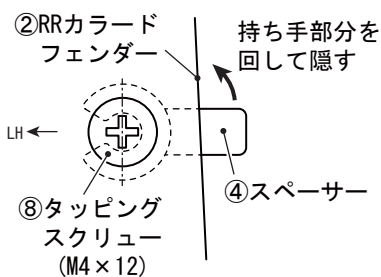 ②RRカラード
フェンダー
持ち手部分を
回して隠す
LH
④スペーサー
⑧タッピング
スクリュー
(M4×12)